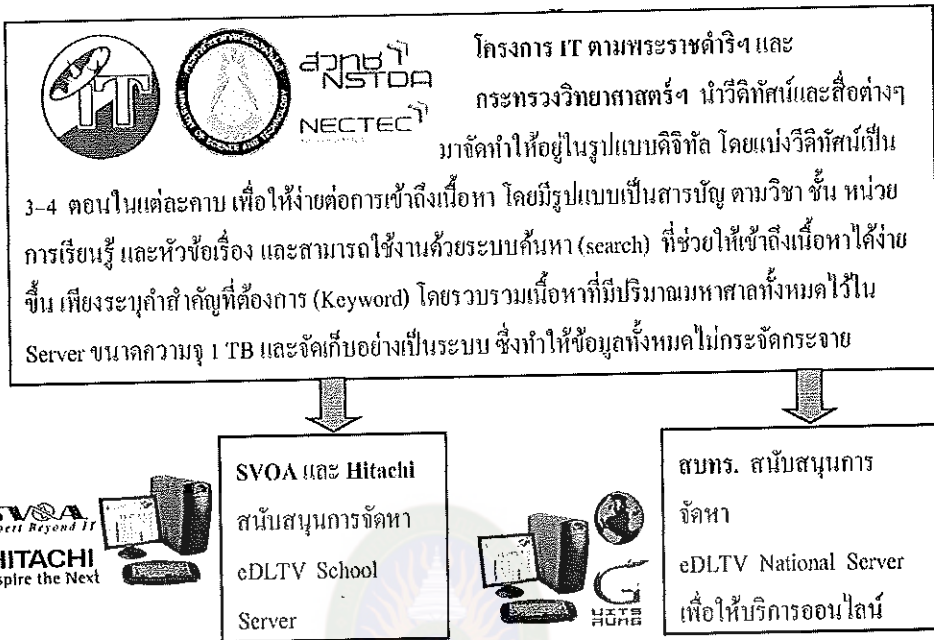 โครงการ IT ตามพระราชดำริฯ และ
กระทรวงวิทยาศาสตร์ฯ นำวีดิทัศน์และสื่อต่างๆ
มาจัดทำให้อยู่ในรูปแบบดิจิทัล โดยแบ่งวีดิทัศน์เป็น
3-4 ตอนในแต่ละคาบ เพื่อให้ง่ายต่อการเข้าถึงเนื้อหา โดยมีรูปแบบเป็นสารบัญ ตามวิชา ชั้น หน่วย
การเรียนรู้ และหัวข้อเรื่อง และสามารถใช้งานด้วยระบบค้นหา (search) ที่ช่วยให้เข้าถึงเนื้อหาได้ง่าย
ขึ้น เพียงระบุคำสำคัญที่ต้องการ (Keyword) โดยรวบรวมเนื้อหาที่มีปริมาณมหาศาลทั้งหมดไว้ใน
Server ขนาดความจุ 1 TB และจัดเก็บอย่างเป็นระบบ ซึ่งทำให้ข้อมูลทั้งหมดไม่กระจัดกระจาย
IT
สวทช
NSTDA
NECTEC
SVOA
HITACHI
spire the Next
SVOA และ Hitachi
สนับสนุนการจัดหา
eDLTV School
Server
สบทร. สนับสนุนการ
จัดหา
eDLTV National Server
เพื่อให้บริการออนไลน์